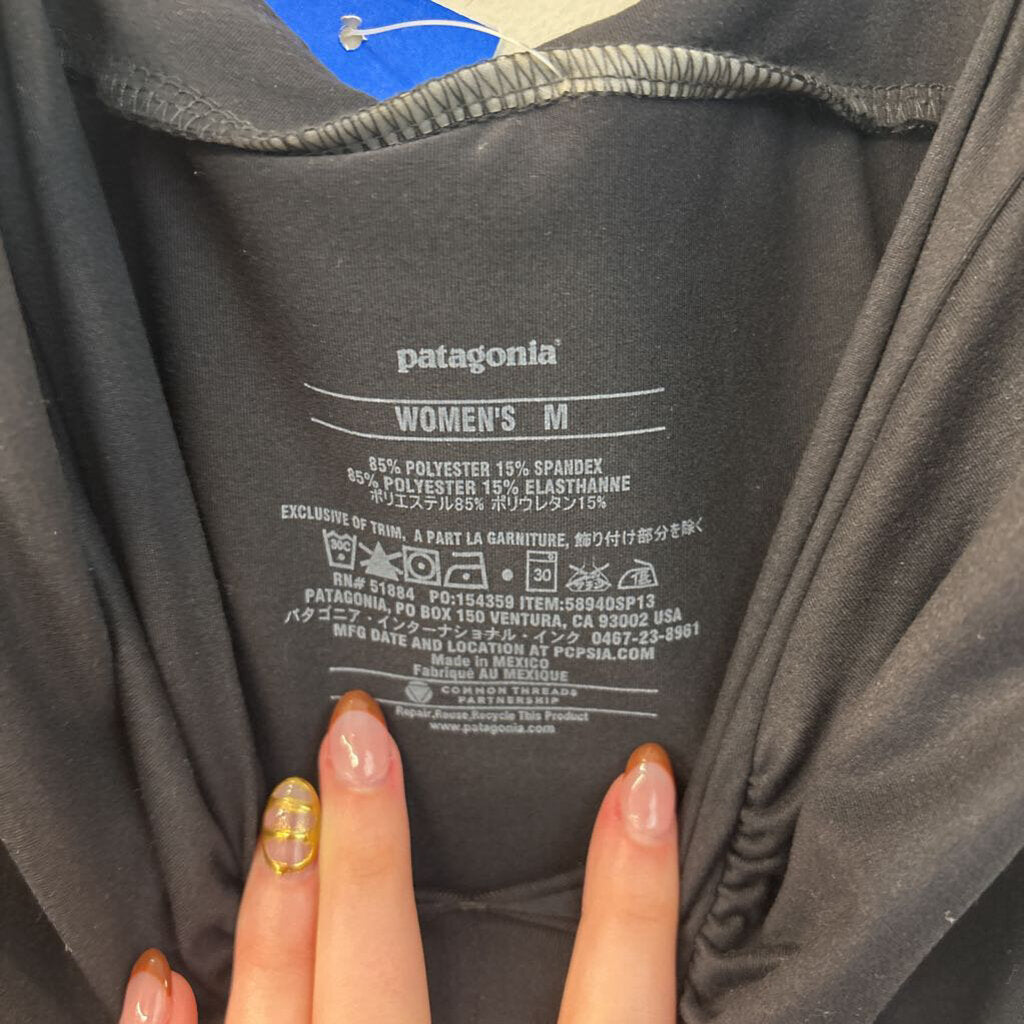 patagonia
WOMEN'S M
85% POLYESTER 15% SPANDEX
85% POLYESTER 15% ELASTHANNE
ポリエステル85% ポリウレタン15%
EXCLUSIVE OF TRIM, A PART LA GARNITURE, 飾り付け部分を除く
30C 30
RN# 51884 PO:154359 ITEM:58940SP13
PATAGONIA, PO BOX 150 VENTURA, CA 93002 USA
パタゴニア・インターナショナル・インク 0467-23-8961
MFG DATE AND LOCATION AT PCPSIA.COM
Made in MEXICO
Fabriqué AU MEXIQUE
COMMON THREADS
PARTNERSHIP
Repair,Reuse,Recycle This Product
www.patagonia.com